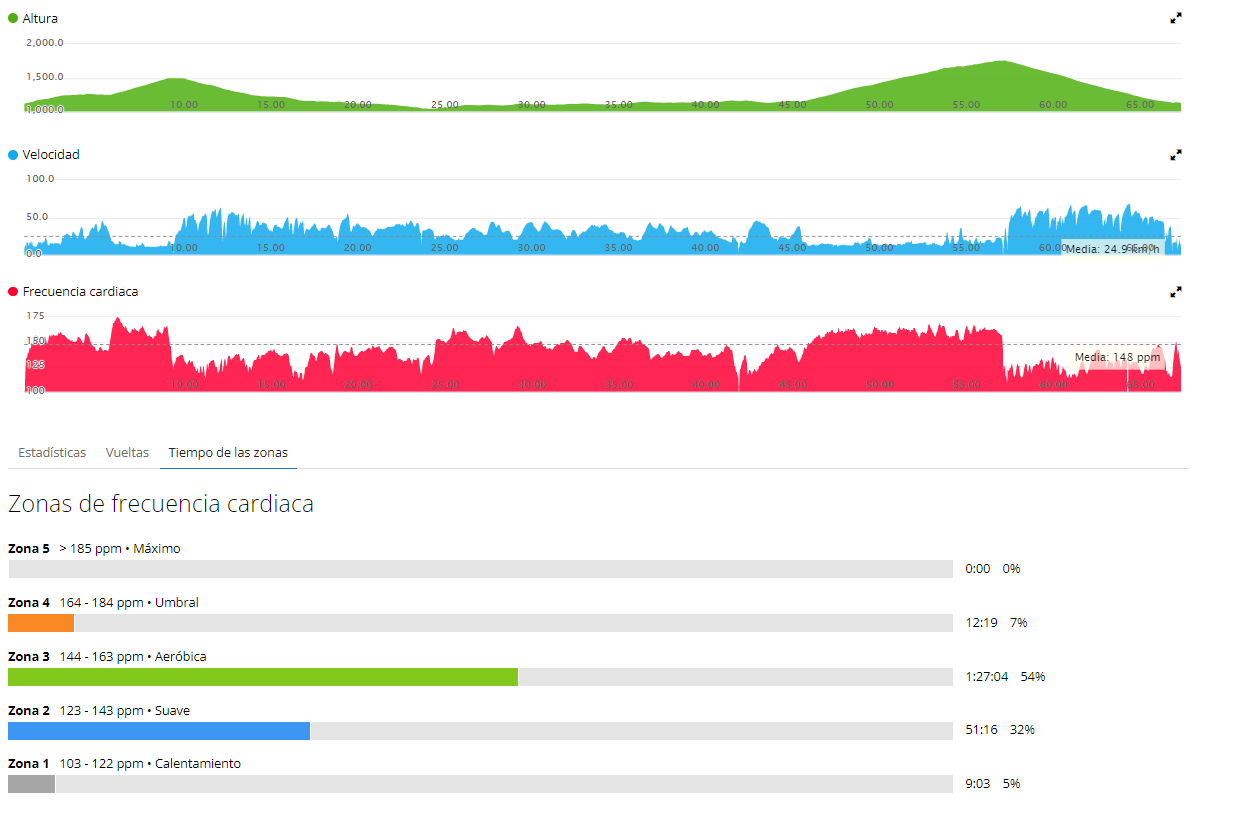 Altura
2,000.0
1,500.0
1,000.0
10.00 15.00 20.00 25.00 30.00 35.00 40.00 45.00 50.00 55.00 60.00 65.00
Velocidad
100.0
50.0
0.0
10.00 15.00 20.00 25.00 30.00 35.00 40.00 45.00 50.00 55.00 60.00 65.00
Media: 24.9 km/h
Frecuencia cardiaca
175
150
125
100
10.00 15.00 20.00 25.00 30.00 35.00 40.00 45.00 50.00 55.00 60.00 65.00
Media: 148 ppm
Estadísticas Vueltas Tiempo de las zonas
Zonas de frecuencia cardiaca
Zona 5 > 185 ppm • Máximo
0:00 0%
Zona 4 164 - 184 ppm • Umbral
12:19 7%
Zona 3 144 - 163 ppm • Aeróbica
1:27:04 54%
Zona 2 123 - 143 ppm • Suave
51:16 32%
Zona 1 103 - 122 ppm • Calentamiento
9:03 5%